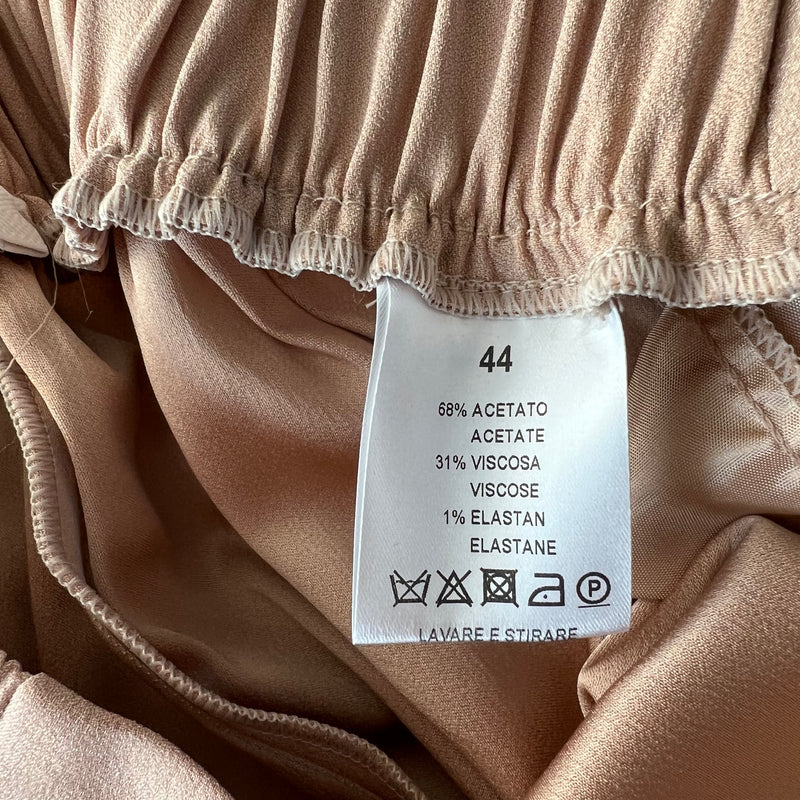 44
68% ACETATO
ACETATE
31% VISCOSA
VISCOSE
1% ELASTAN
ELASTANE
P
LAVARE E STIRARE